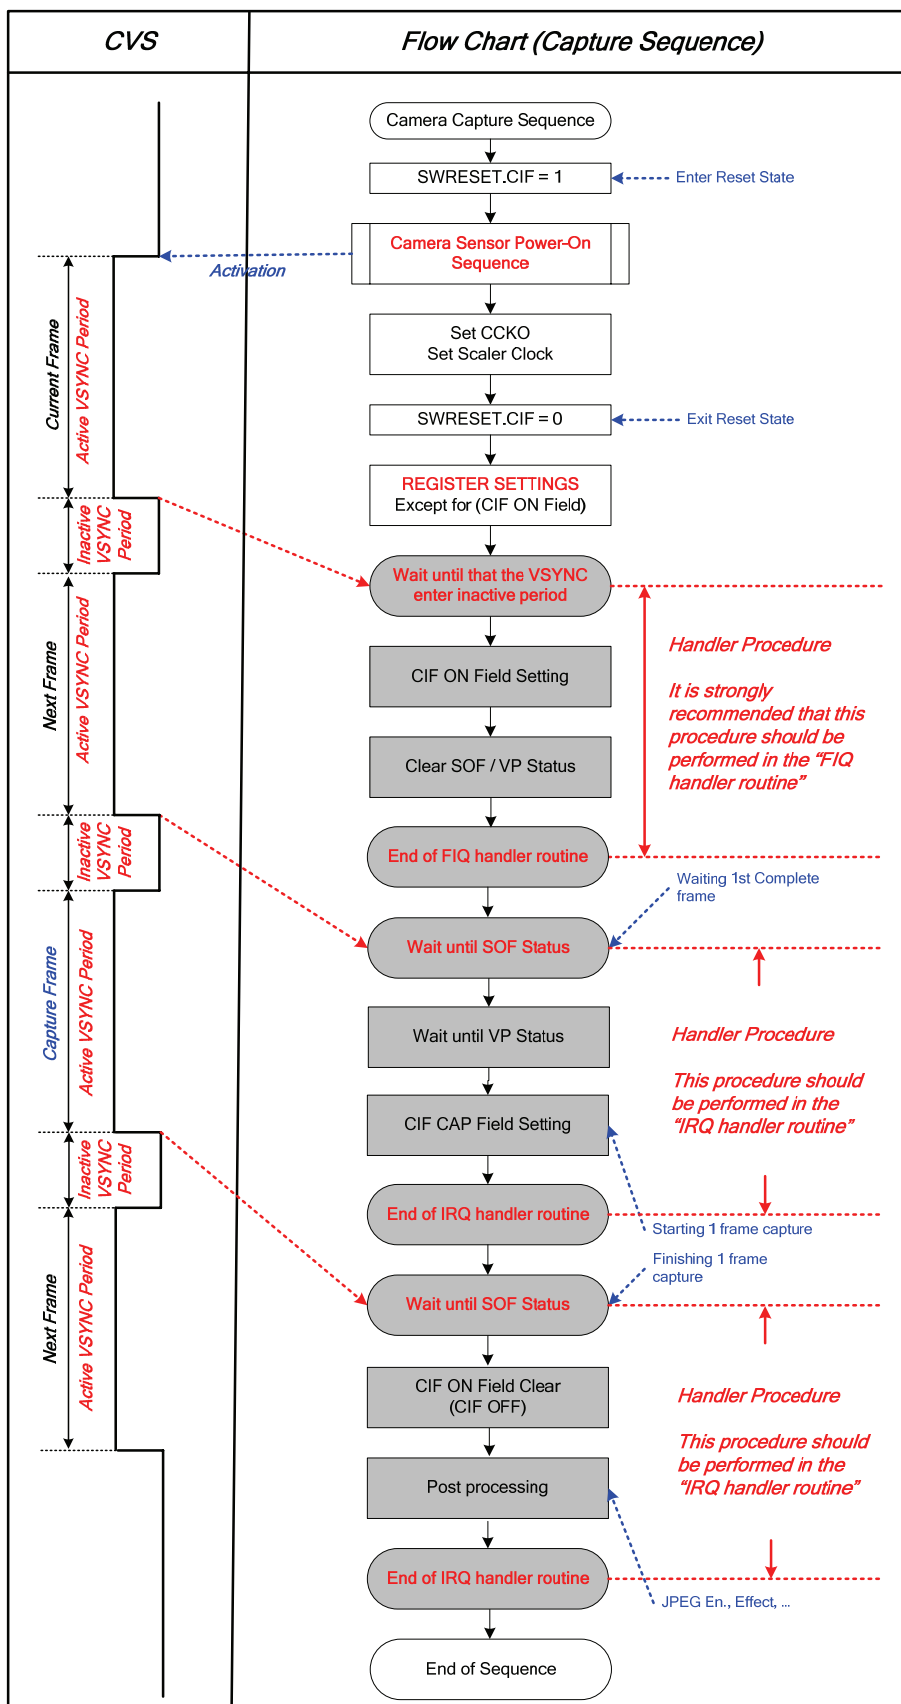 CVS
Flow Chart (Capture Sequence)
Camera Capture Sequence
SWRESET.CIF = 1
Enter Reset State
Camera Sensor Power-On
Sequence
Activation
Set CCKO
Set Scaler Clock
SWRESET.CIF = 0
Exit Reset State
REGISTER SETTINGS
Except for (CIF ON Field)
Current Frame
Active VSYNC Period
Inactive
VSYNC
Period
Wait until that the VSYNC
enter inactive period
Handler Procedure
It is strongly
recommended that this
procedure should be
performed in the “FIQ
handler routine”
CIF ON Field Setting
Next Frame
Active VSYNC Period
Clear SOF / VP Status
Inactive
VSYNC
Period
End of FIQ handler routine
Waiting 1st Complete
frame
Wait until SOF Status
Capture Frame
Active VSYNC Period
Wait until VP Status
Handler Procedure
This procedure should
be performed in the
“IRQ handler routine”
CIF CAP Field Setting
Inactive
VSYNC
Period
End of IRQ handler routine
Starting 1 frame capture
Finishing 1 frame
capture
Wait until SOF Status
Next Frame
Active VSYNC Period
CIF ON Field Clear
(CIF OFF)
Handler Procedure
This procedure should
be performed in the
“IRQ handler routine”
Post processing
End of IRQ handler routine
JPEG En., Effect, ...
End of Sequence